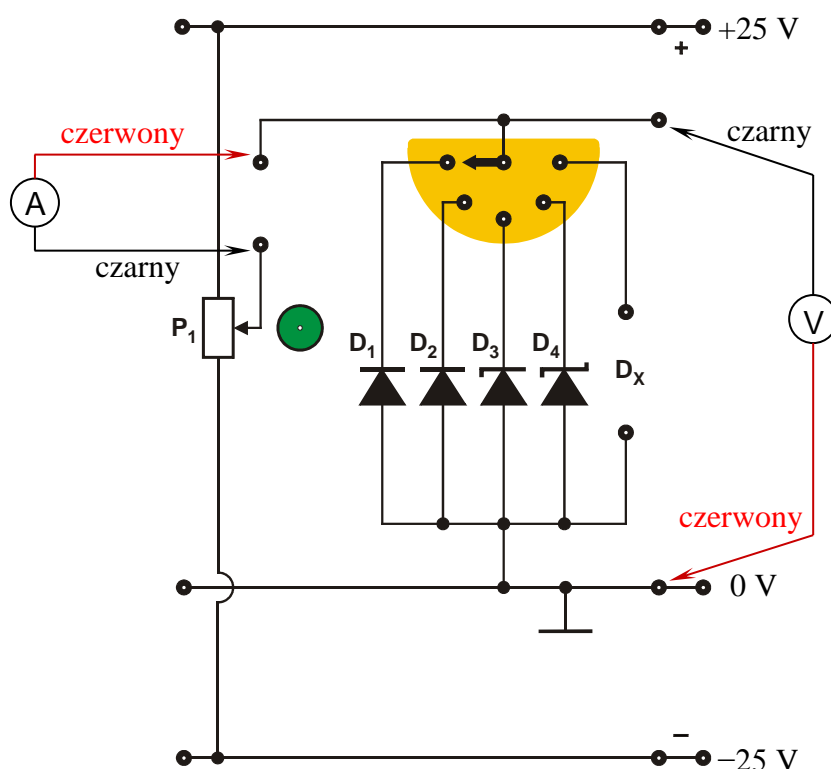 +25 V
+
czerwony
czarny
A
czarny
P1
V
D1 D2 D3 D4
DX
czerwony
0 V
−
−25 V